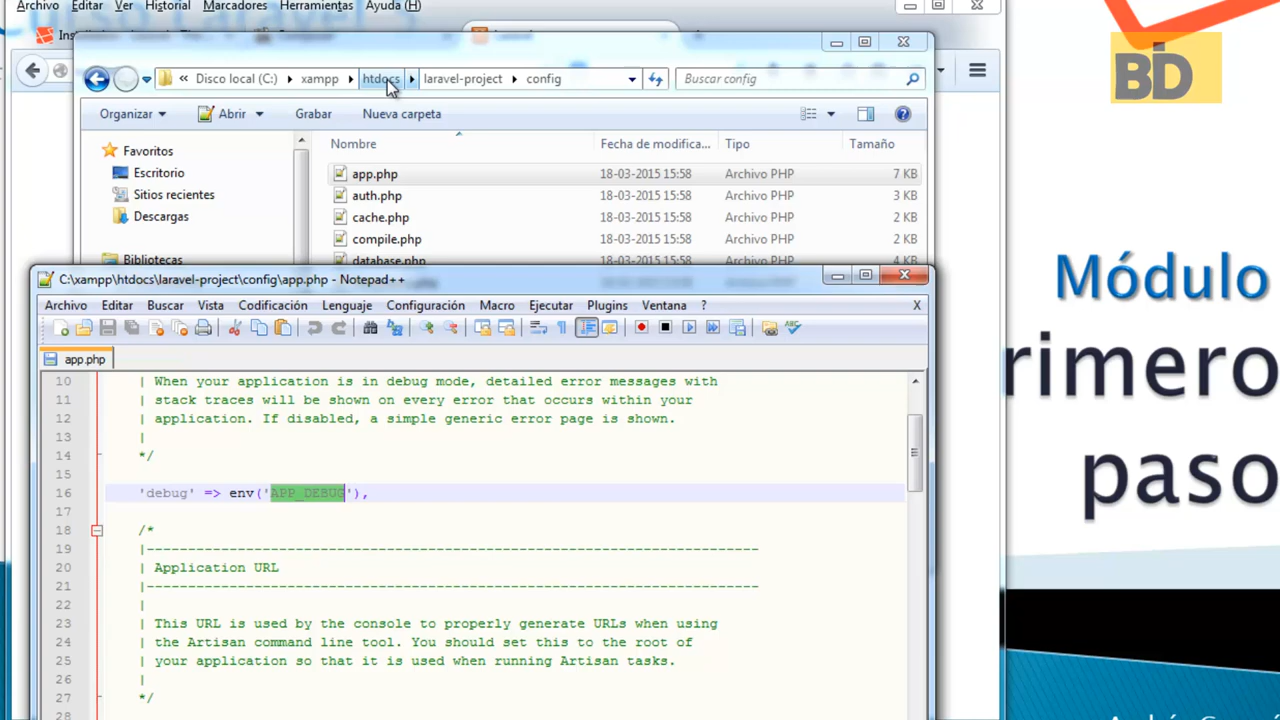 Archivo Editar Ver Historial Marcadores Herramientas Ayuda (H)
Disco local (C:) xampp htdocs laravel-project config
Buscar config
Organizar Abrir Grabar Nueva carpeta
Nombre Fecha de modifica... Tipo Tamaño
Favoritos
Escritorio
Sitios recientes
Descargas
Bibliotecas
app.php 18-03-2015 15:58 Archivo PHP 7 KB
auth.php 18-03-2015 15:58 Archivo PHP 3 KB
cache.php 18-03-2015 15:58 Archivo PHP 2 KB
compile.php 18-03-2015 15:58 Archivo PHP 2 KB
database.php 18-03-2015 15:58 Archivo PHP
C:\xampp\htdocs\laravel-project\config\app.php - Notepad++
Archivo Editar Buscar Vista Codificación Lenguaje Configuración Macro Ejecutar Plugins Ventana ? X
app.php
10 | When your application is in debug mode, detailed error messages with
11 | stack traces will be shown on every error that occurs within your
12 | application. If disabled, a simple generic error page is shown.
13 |
14 */
15
16 'debug' => env('APP_DEBUG'),
17
18 /*
19 |--------------------------------------------------------------------------
20 | Application URL
21 |--------------------------------------------------------------------------
22 |
23 | This URL is used by the console to properly generate URLs when using
24 | the Artisan command line tool. You should set this to the root of
25 | your application so that it is used when running Artisan tasks.
26 |
27 */
28
BD
Módulo
rimero
paso